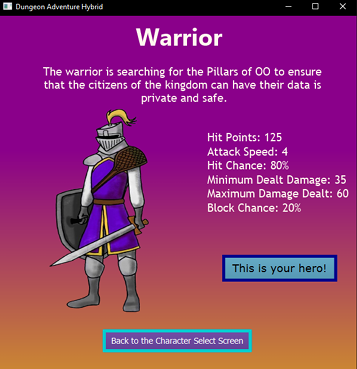 Dungeon Adventure Hybrid
Warrior
The warrior is searching for the Pillars of OO to ensure
that the citizens of the kingdom can have their data is
private and safe.
Hit Points: 125
Attack Speed: 4
Hit Chance: 80%
Minimum Dealt Damage: 35
Maximum Damage Dealt: 60
Block Chance: 20%
This is your hero!
Back to the Character Select Screen